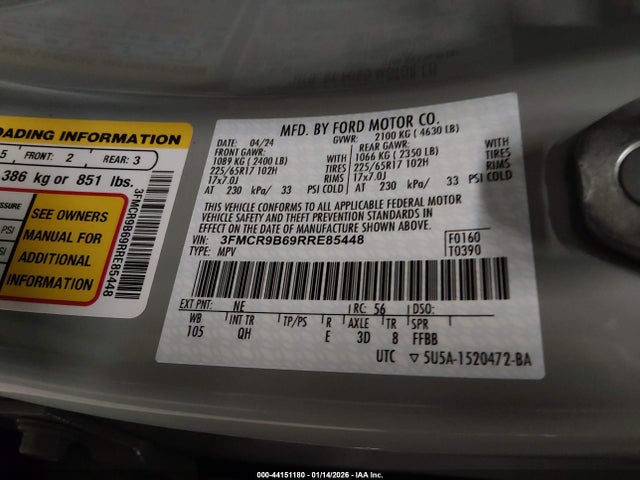 LOADING INFORMATION
5 FRONT: 2 REAR: 3
386 kg or 851 lbs.
PRESSURE
PSI
PSI
SEE OWNERS
MANUAL FOR
ADDITIONAL
INFORMATION
3FMCR9B69RRE85448
MFD. BY FORD MOTOR CO.
DATE: 04/24 GVWR: 2100 KG ( 4630 LB)
FRONT GAWR: REAR GAWR:
1089 KG ( 2400 LB) WITH 1066 KG ( 2350 LB) WITH
225/65R17 102H TIRES 225/65R17 102H TIRES
17x7.0J RIMS 17x7.0J RIMS
AT 230 kPa/ 33 PSI COLD AT 230 kPa/ 33 PSI COLD
THIS VEHICLE CONFORMS TO ALL APPLICABLE FEDERAL MOTOR
VEHICLE SAFETY AND THEFT PREVENTION STANDARDS IN
EFFECT ON THE DATE OF MANUFACTURE SHOWN ABOVE.
VIN: 3FMCR9B69RRE85448 F0160
TYPE: MPV T0390
EXT PNT: NE RC: 56 DSO:
WB INT TR TP/PS R AXLE TR SPR
105 QH E 3D 8 FFBB
UTC ▽ 5U5A-1520472-BA
000-44151180 - 01/14/2026 - IAA Inc.